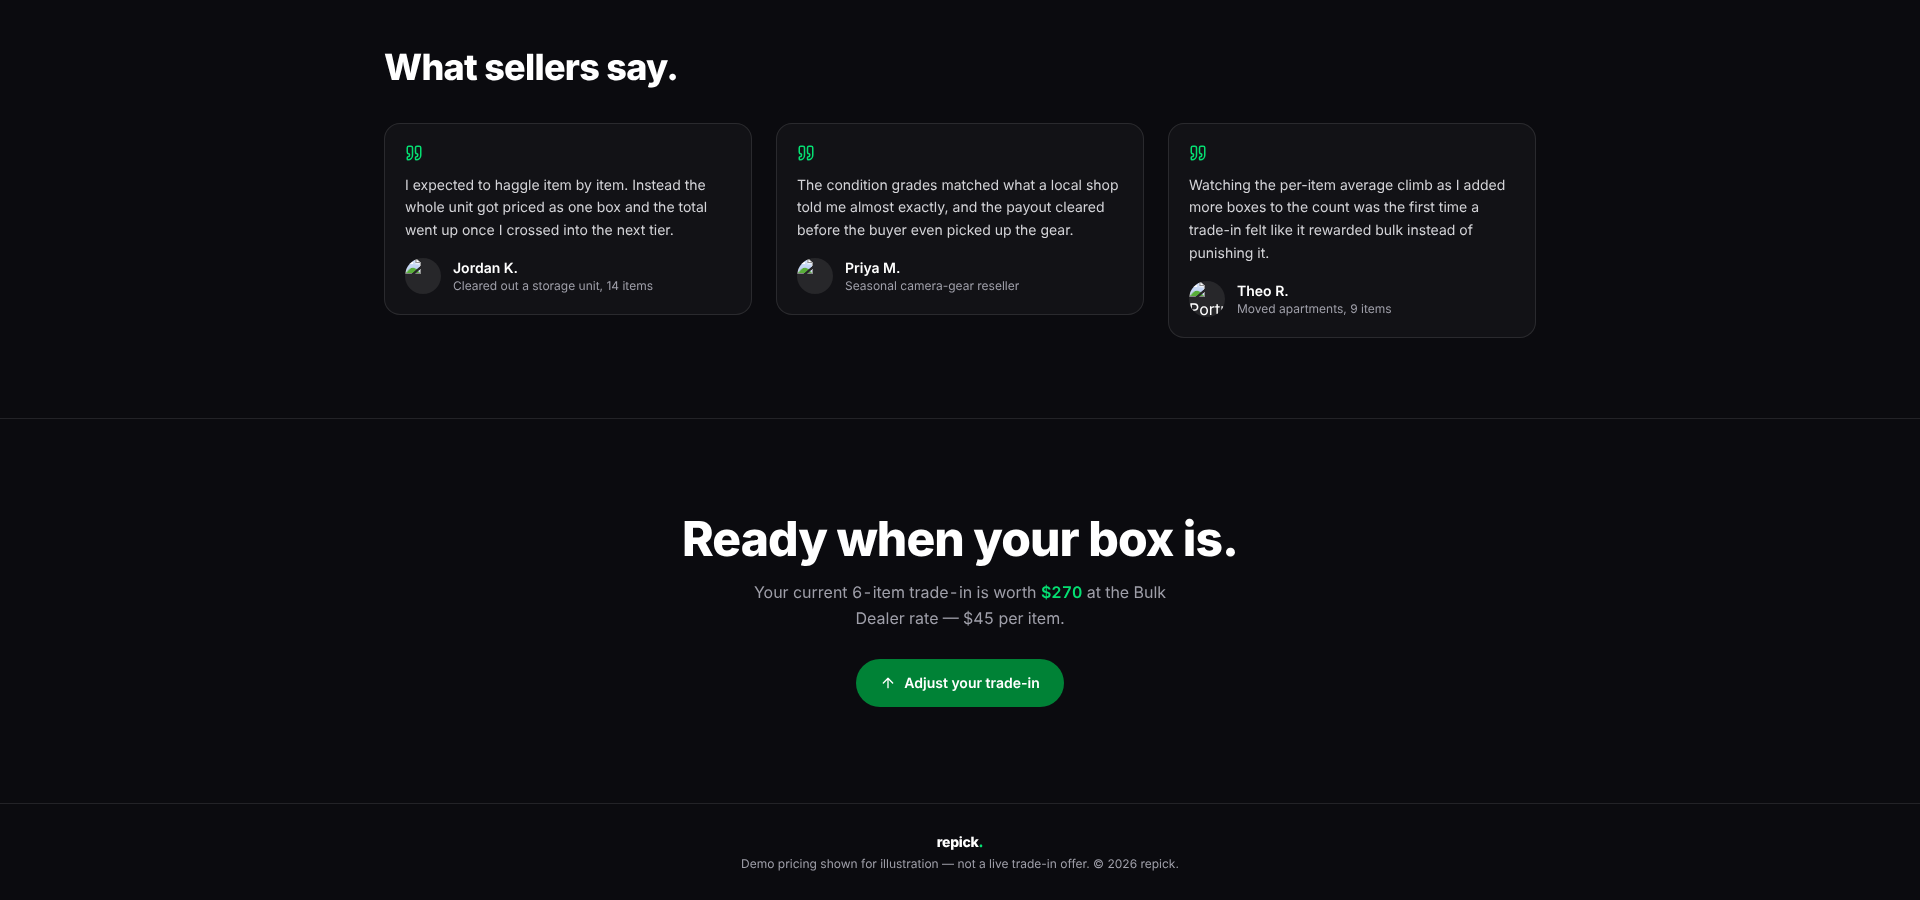 What sellers say.
I expected to haggle item by item. Instead the
whole unit got priced as one box and the total
went up once I crossed into the next tier.
Jordan K.
Cleared out a storage unit, 14 items
The condition grades matched what a local shop
told me almost exactly, and the payout cleared
before the buyer even picked up the gear.
Priya M.
Seasonal camera-gear reseller
Watching the per-item average climb as I added
more boxes to the count was the first time a
trade-in felt like it rewarded bulk instead of
punishing it.
Theo R.
Moved apartments, 9 items
Ready when your box is.
Your current 6-item trade-in is worth $270 at the Bulk
Dealer rate — $45 per item.
Adjust your trade-in
repick.
Demo pricing shown for illustration — not a live trade-in offer. © 2026 repick.